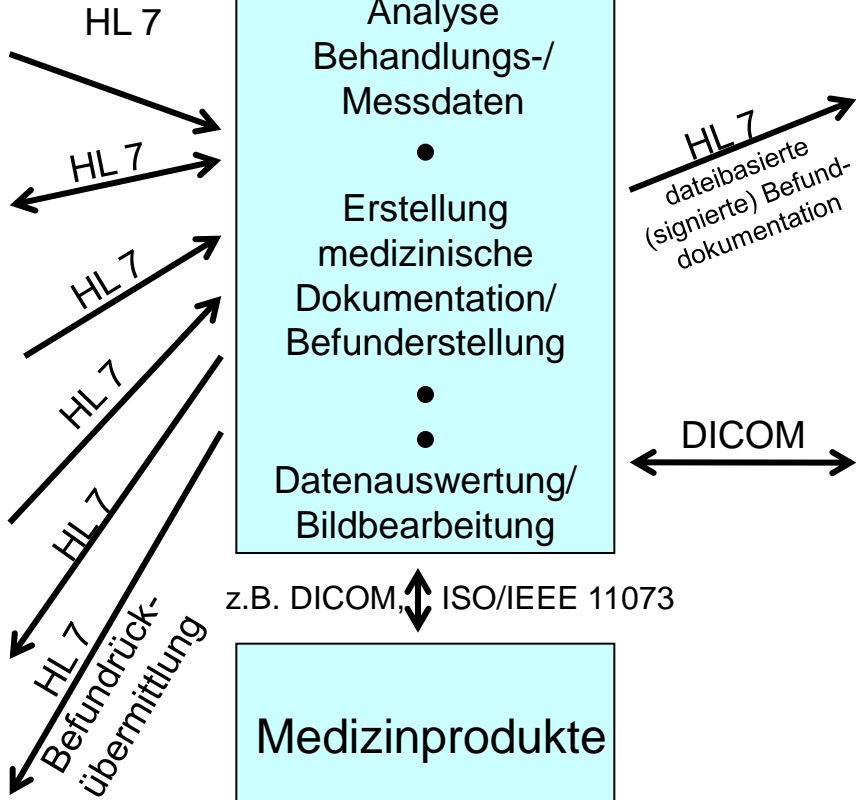 HL 7
HL 7
HL 7
HL 7
HL 7
HL 7
Befundrück-
übermittlung
Analyse
Behandlungs-/
Messdaten
•
Erstellung
medizinische
Dokumentation/
Befunderstellung
•
•
Datenauswertung/
Bildbearbeitung
HL 7
dateibasierte
(signierte) Befund-
dokumentation
DICOM
z.B. DICOM, ISO/IEEE 11073
Medizinprodukte